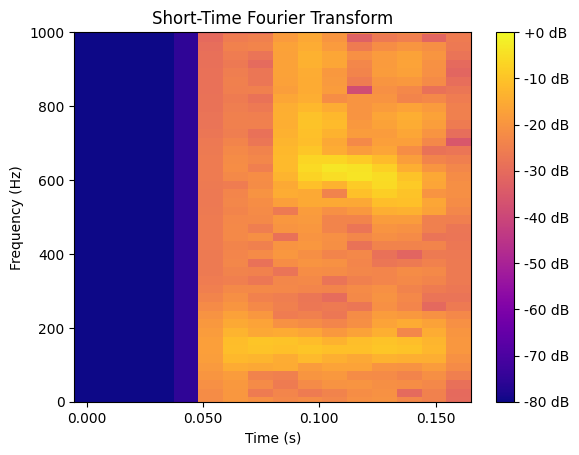 Short-Time Fourier Transform
Frequency (Hz)
1000
800
600
400
200
0
0.000
0.050
0.100
0.150
Time (s)
+0 dB
-10 dB
-20 dB
-30 dB
-40 dB
-50 dB
-60 dB
-70 dB
-80 dB